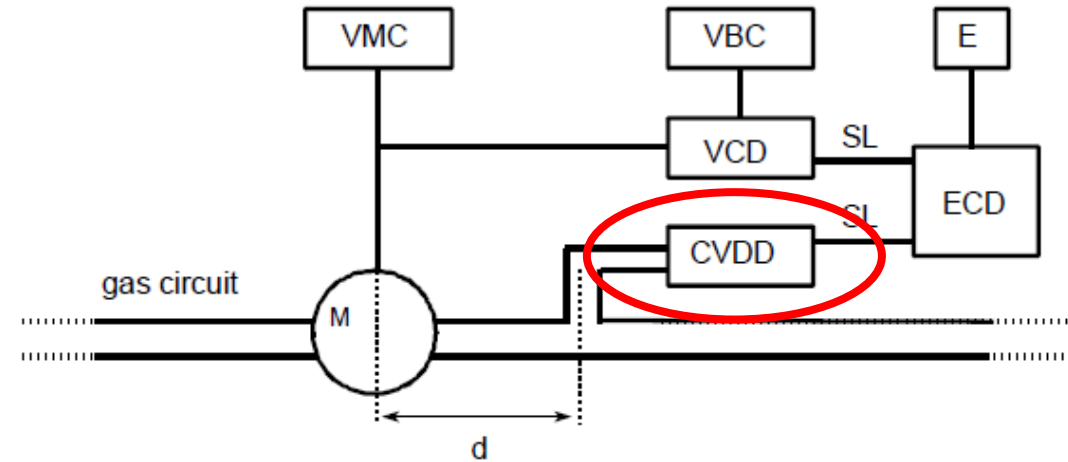 VMC
VBC
E
VCD
SL
ECD
SL
CVDD
gas circuit
M
d